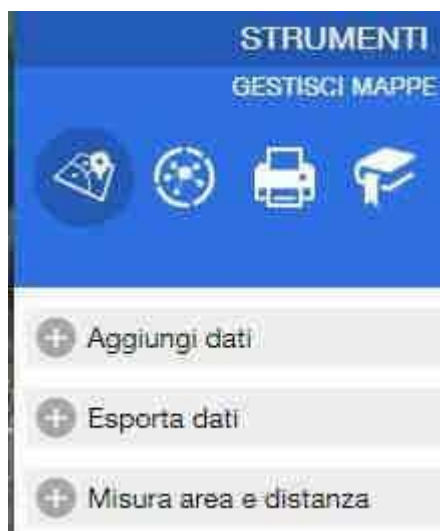 STRUMENTI
GESTISCI MAPPE
Aggiungi dati
Esporta dati
Misura area e distanza